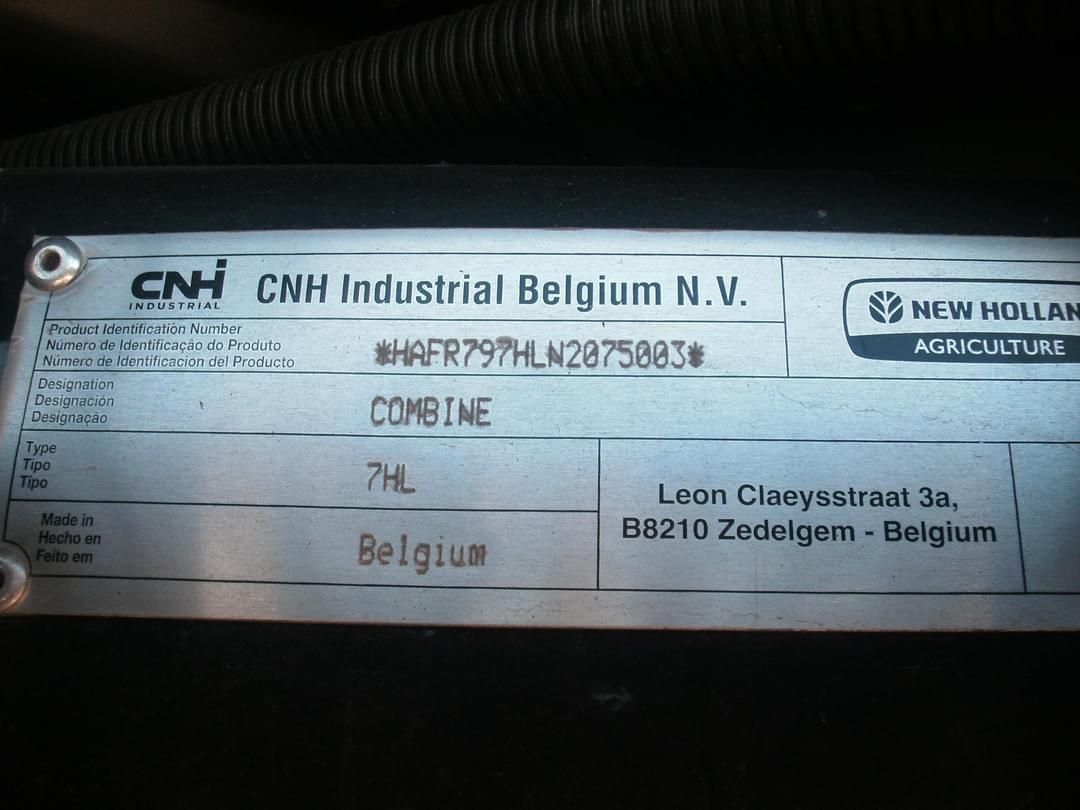 CNH
INDUSTRIAL
CNH Industrial Belgium N.V.
NEW HOLLAN
AGRICULTURE
Product Identification Number
Número de Identificação do Produto
Número de Identificacion del Producto
*HAFR797HLN2075003*
Designation
Designación
Designação
COMBINE
Type
Tipo
Tipo
7HL
Leon Claeysstraat 3a,
B8210 Zedelgem - Belgium
Made in
Hecho en
Feito em
Belgium